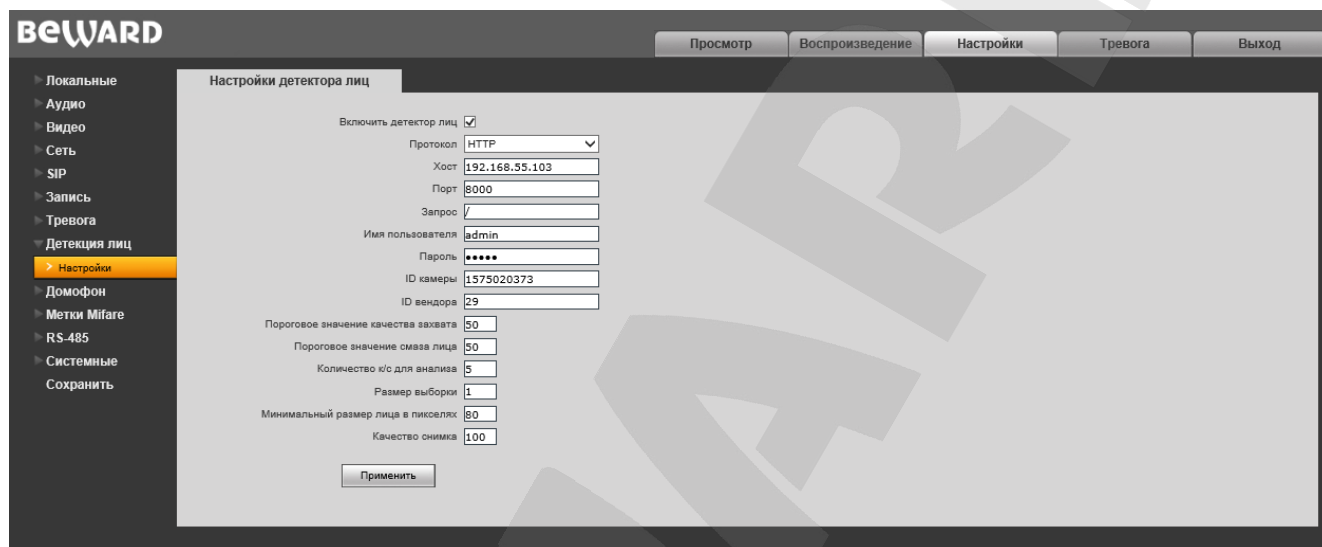 BEWARD
Просмотр
Воспроизведение
Настройки
Тревога
Выход
Локальные
Аудио
Видео
Сеть
SIP
Запись
Тревога
Детекция лиц
Настройки
Домофон
Метки Mifare
RS-485
Системные
Сохранить
Настройки детектора лиц
Включить детектор лиц
Протокол HTTP
Хост 192.168.55.103
Порт 8000
Запрос /
Имя пользователя admin
Пароль •••••
ID камеры 1575020373
ID вендора 29
Пороговое значение качества захвата 50
Пороговое значение смаза лица 50
Количество к/с для анализа 5
Размер выборки 1
Минимальный размер лица в пикселях 80
Качество снимка 100
Применить